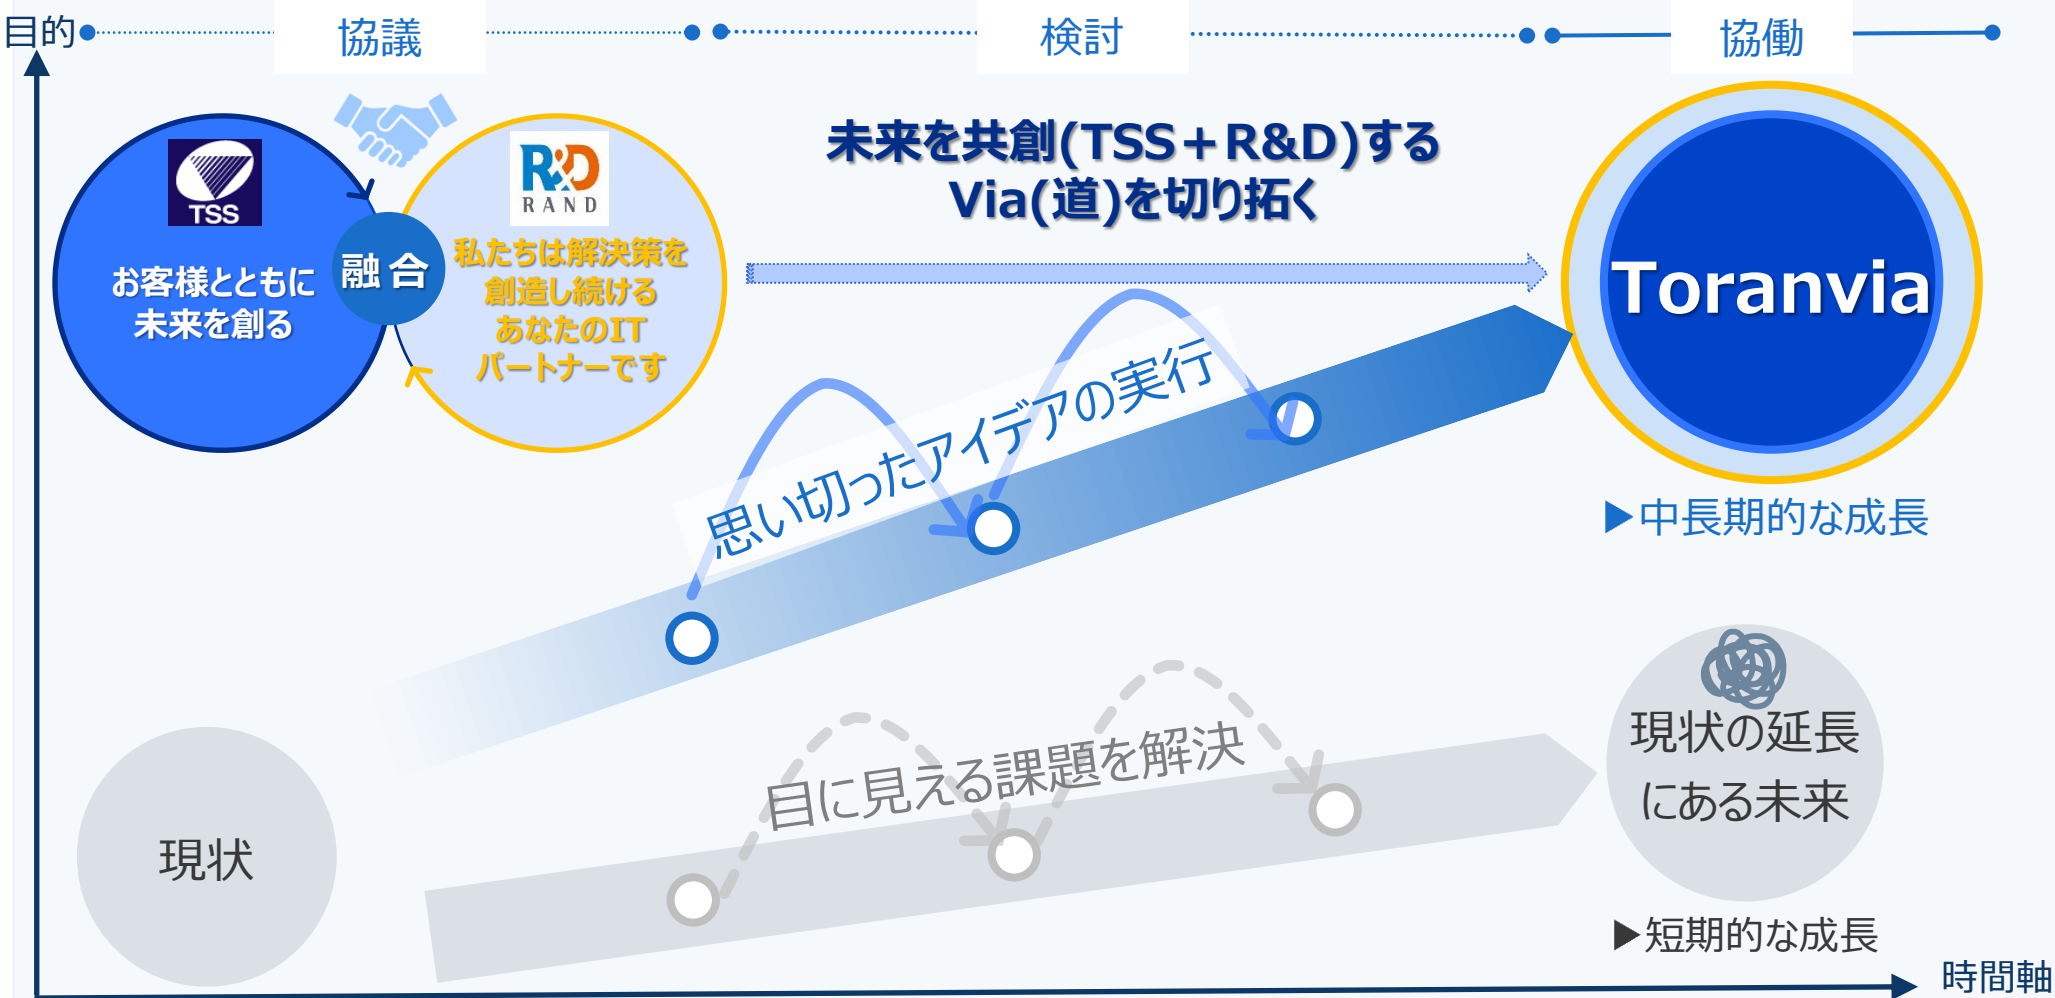 目的
協議
検討
協働
TSS
お客様とともに
未来を創る
融合
R&D
RAND
私たちは解決策を
創造し続ける
あなたのIT
パートナーです
未来を共創(TSS+R&D)する
Via(道)を切り拓く
Toranvia
▶中長期的な成長
思い切ったアイデアの実行
目に見える課題を解決
現状
現状の延長
にある未来
▶短期的な成長
時間軸